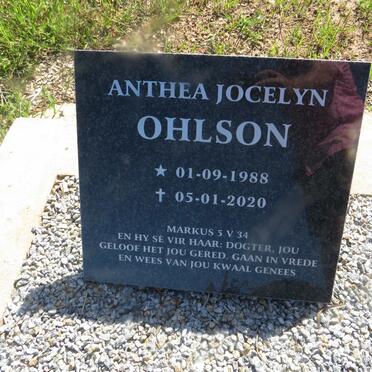 ANTHEA JOCELYN
OHLSON
★ 01-09-1988
✝ 05-01-2020
MARKUS 5 V 34
EN HY SE VIR HAAR: DOGTER, JOU
GELOOF HET JOU GERED. GAAN IN VREDE
EN WEES VAN JOU KWAAL GENEES